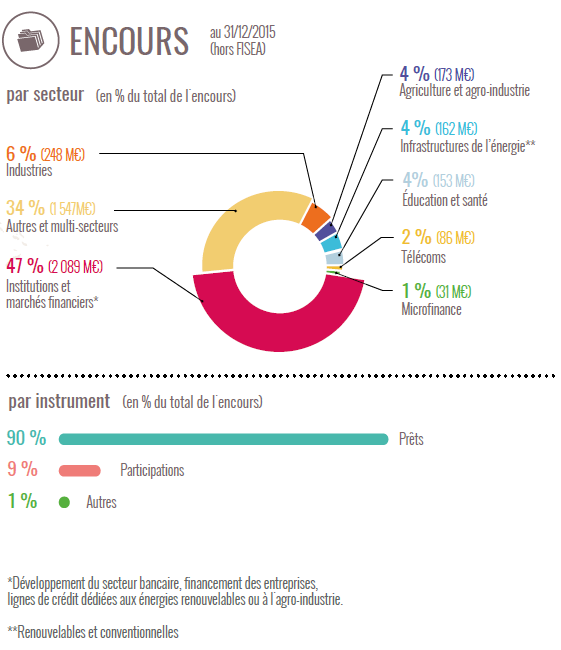 ENCOURS
au 31/12/2015
(hors FISEA)
par secteur (en % du total de l'encours)
6 % (248 M€)
Industries
34 % (1 547M€)
Autres et multi-secteurs
47 % (2 089 M€)
Institutions et
marchés financiers*
4 % (173 M€)
Agriculture et agro-industrie
4 % (162 M€)
Infrastructures de l'énergie**
4% (153 M€)
Éducation et santé
2 % (86 M€)
Télécoms
1 % (31 M€)
Microfinance
par instrument (en % du total de l'encours)
90 % Prêts
9 % Participations
1 % Autres
*Développement du secteur bancaire, financement des entreprises,
lignes de crédit dédiées aux énergies renouvelables ou à l'agro-industrie.
**Renouvelables et conventionnelles